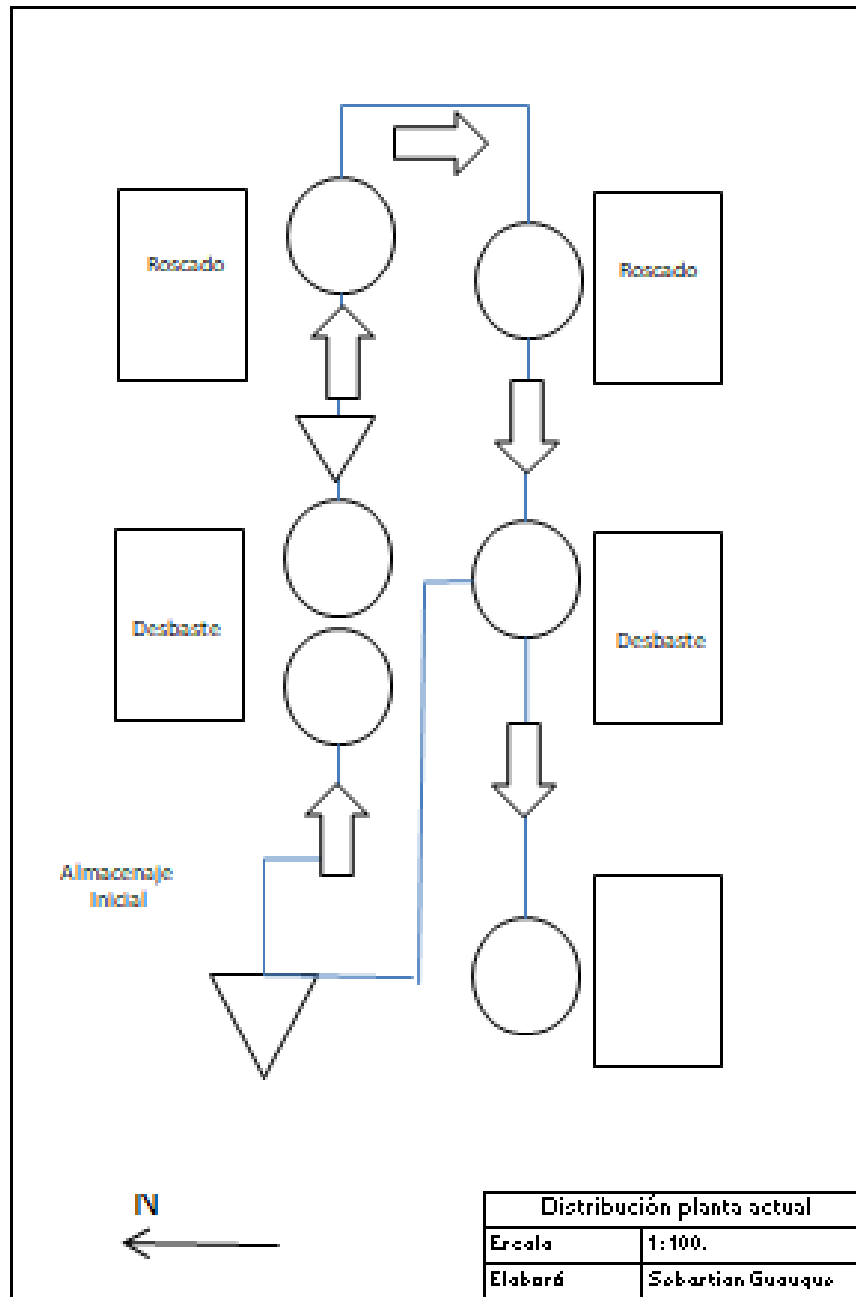 Roscado
Roscado
Desbaste
Desbaste
Almacenaje
Inicial
N
Distribución planta actual
Escala 1:100.
Elaboró Sebastian Guauque